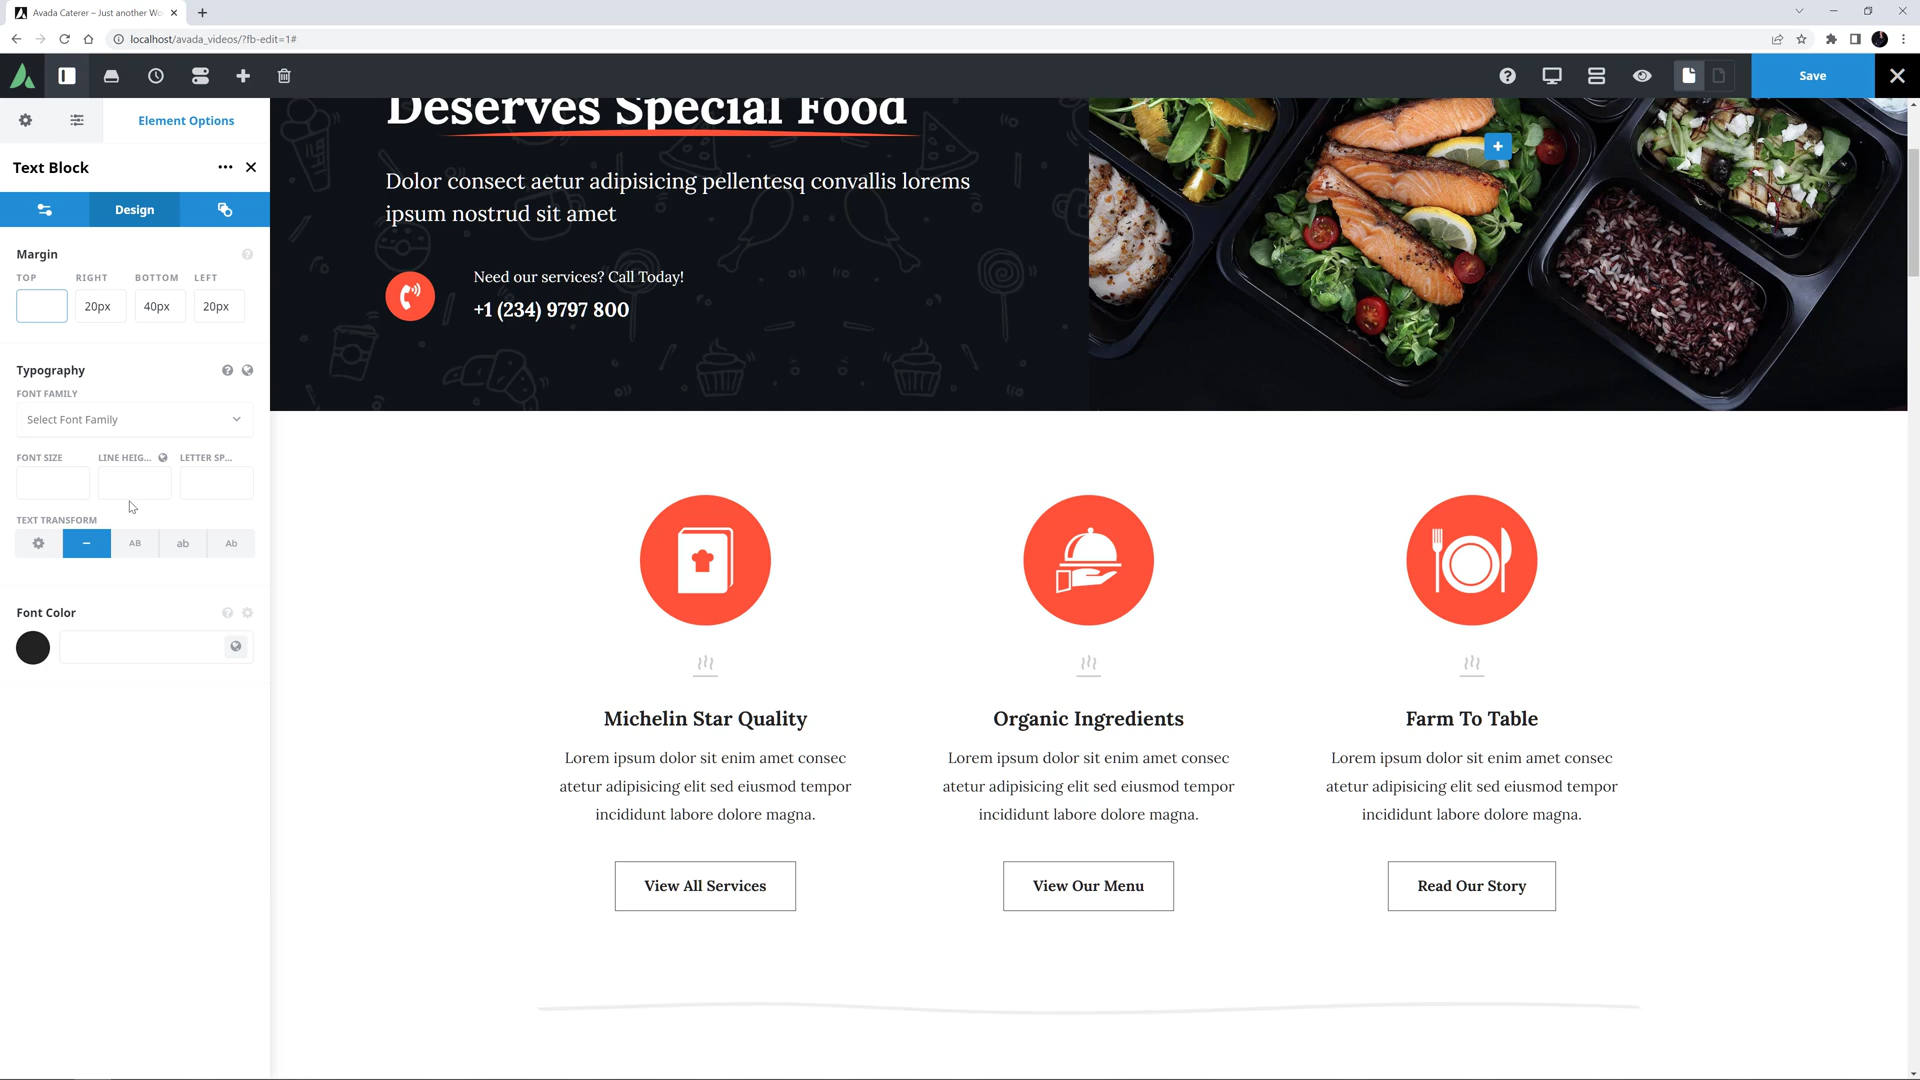 Avada Caterer – Just another Wo
localhost/avada_videos/?fb-edit=1#
Save
Element Options
Text Block
Design
Margin
TOP RIGHT BOTTOM LEFT
20px 40px 20px
Typography
FONT FAMILY
Select Font Family
FONT SIZE LINE HEIG... LETTER SP...
TEXT TRANSFORM
AB ab Ab
Font Color
Deserves Special Food
Dolor consect aetur adipisicing pellentesq convallis lorems
ipsum nostrud sit amet
Need our services? Call Today!
+1 (234) 9797 800
Michelin Star Quality
Lorem ipsum dolor sit enim amet consec
atetur adipisicing elit sed eiusmod tempor
incididunt labore dolore magna.
View All Services
Organic Ingredients
Lorem ipsum dolor sit enim amet consec
atetur adipisicing elit sed eiusmod tempor
incididunt labore dolore magna.
View Our Menu
Farm To Table
Lorem ipsum dolor sit enim amet consec
atetur adipisicing elit sed eiusmod tempor
incididunt labore dolore magna.
Read Our Story